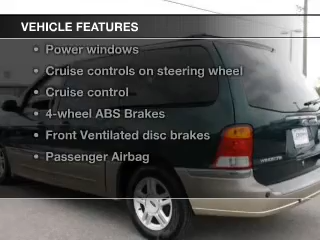 VEHICLE FEATURES
• Power windows
• Cruise controls on steering wheel
• Cruise control
• 4-wheel ABS Brakes
• Front Ventilated disc brakes
• Passenger Airbag